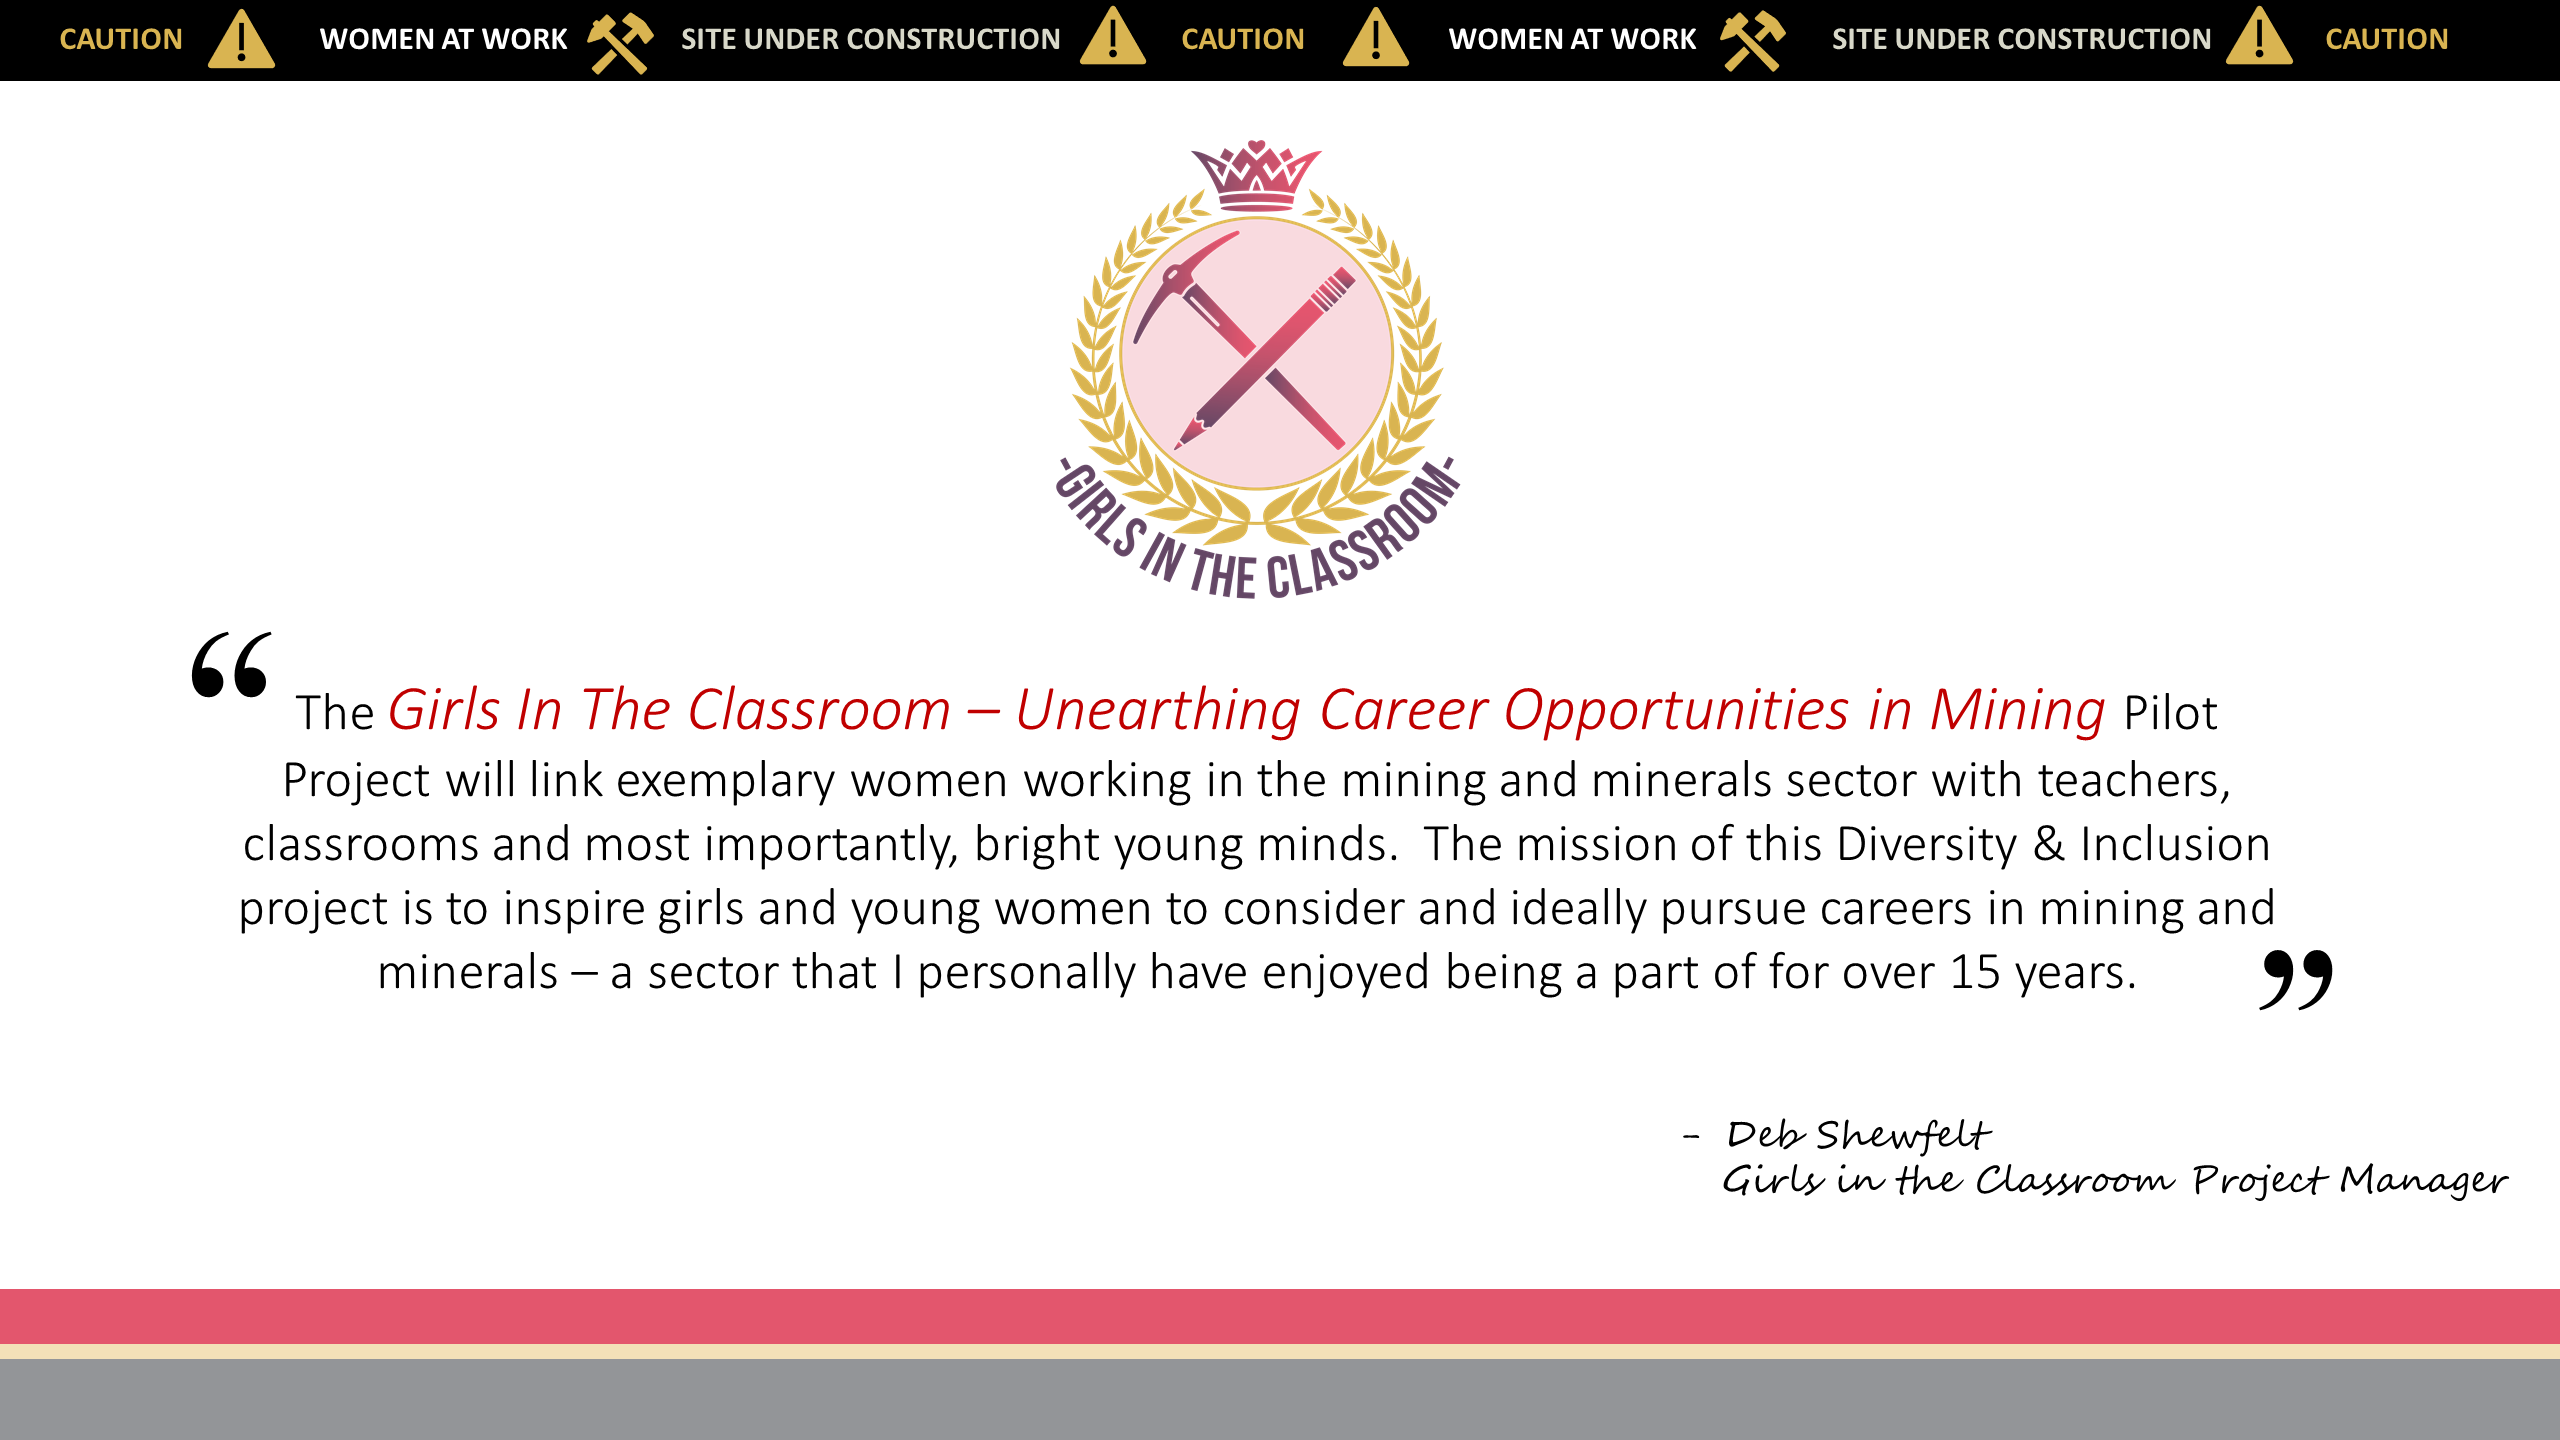 CAUTION WOMEN AT WORK SITE UNDER CONSTRUCTION CAUTION WOMEN AT WORK SITE UNDER CONSTRUCTION CAUTION
-GIRLS IN THE CLASSROOM-
“ The Girls In The Classroom – Unearthing Career Opportunities in Mining Pilot
Project will link exemplary women working in the mining and minerals sector with teachers,
classrooms and most importantly, bright young minds.  The mission of this Diversity & Inclusion
project is to inspire girls and young women to consider and ideally pursue careers in mining and
minerals – a sector that I personally have enjoyed being a part of for over 15 years. ”
- Deb Shewfelt
Girls in the Classroom Project Manager